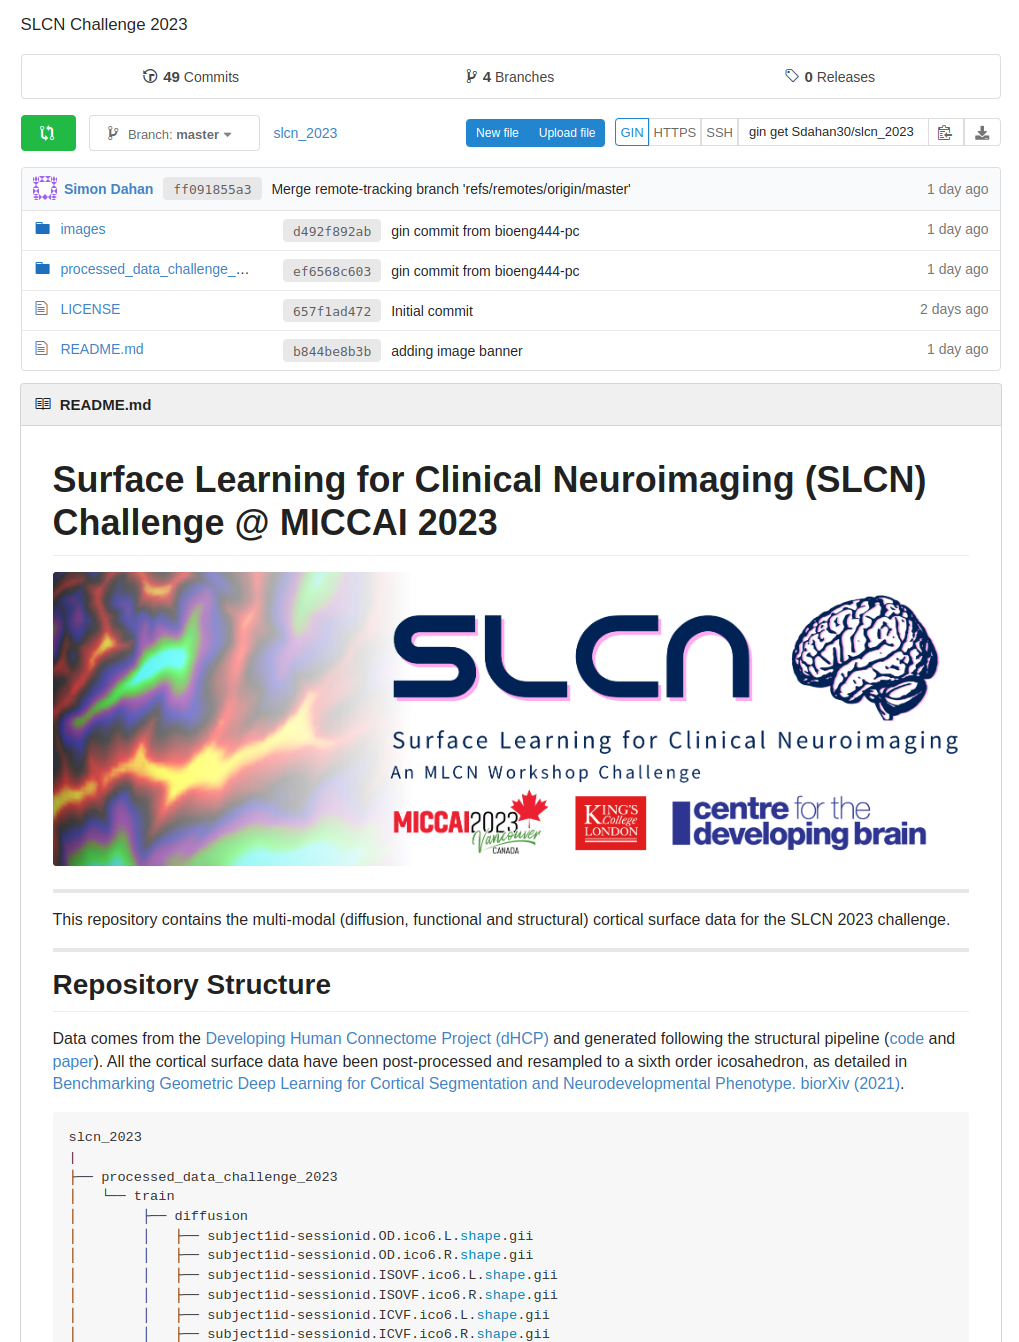 SLCN Challenge 2023
49 Commits
4 Branches
0 Releases
Branch: master
slcn_2023
New file
Upload file
GIN
HTTPS
SSH
gin get Sdahan30/slcn_2023
Simon Dahan ff091855a3 Merge remote-tracking branch 'refs/remotes/origin/master' 1 day ago
images d492f892ab gin commit from bioeng444-pc 1 day ago
processed_data_challenge_... ef6568c603 gin commit from bioeng444-pc 1 day ago
LICENSE 657f1ad472 Initial commit 2 days ago
README.md b844be8b3b adding image banner 1 day ago
README.md
Surface Learning for Clinical Neuroimaging (SLCN)
Challenge @ MICCAI 2023
SLCN
Surface Learning for Clinical Neuroimaging
An MLCN Workshop Challenge
MICCAI2023
Vancouver
CANADA
KING'S
College
LONDON
centre for the
developing brain
This repository contains the multi-modal (diffusion, functional and structural) cortical surface data for the SLCN 2023 challenge.
Repository Structure
Data comes from the Developing Human Connectome Project (dHCP) and generated following the structural pipeline (code and
paper). All the cortical surface data have been post-processed and resampled to a sixth order icosahedron, as detailed in
Benchmarking Geometric Deep Learning for Cortical Segmentation and Neurodevelopmental Phenotype. biorXiv (2021).
slcn_2023
|
├── processed_data_challenge_2023
│   └── train
│        ├── diffusion
│        │   ├── subject1id-sessionid.OD.ico6.L.shape.gii
│        │   ├── subject1id-sessionid.OD.ico6.R.shape.gii
│        │   ├── subject1id-sessionid.ISOVF.ico6.L.shape.gii
│        │   ├── subject1id-sessionid.ISOVF.ico6.R.shape.gii
│        │   ├── subject1id-sessionid.ICVF.ico6.L.shape.gii
│        │   ├── subject1id-sessionid.ICVF.ico6.R.shape.gii